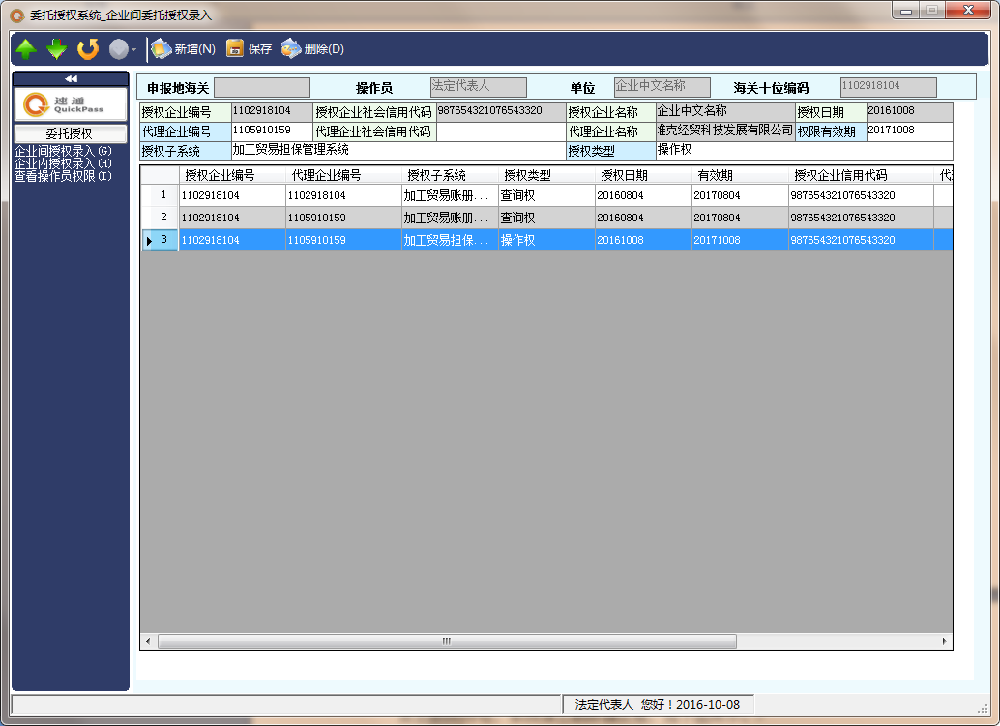 委托授权系统_企业间委托授权录入
新增(N) 保存 删除(D)
速通
QuickPass
委托授权
企业间授权录入(G)
企业内授权录入(H)
查看操作员权限(I)
申报地海关 操作员 法定代表人 单位 企业中文名称 海关十位编码 1102918104
授权企业编号 1102918104 授权企业社会信用代码 987654321076543320 授权企业名称 企业中文名称 授权日期 20161008
代理企业编号 1105910159 代理企业社会信用代码 代理企业名称 维克经贸科技发展有限公司 权限有效期 20171008
授权子系统 加工贸易担保管理系统 授权类型 操作权
授权企业编号 代理企业编号 授权子系统 授权类型 授权日期 有效期 授权企业信用代码
1 1102918104 1102918104 加工贸易账册... 查询权 20160804 20170804 987654321076543320
2 1102918104 1105910159 加工贸易账册... 查询权 20160804 20170804 987654321076543320
3 1102918104 1105910159 加工贸易担保... 操作权 20161008 20171008 987654321076543320
法定代表人 您好！2016-10-08